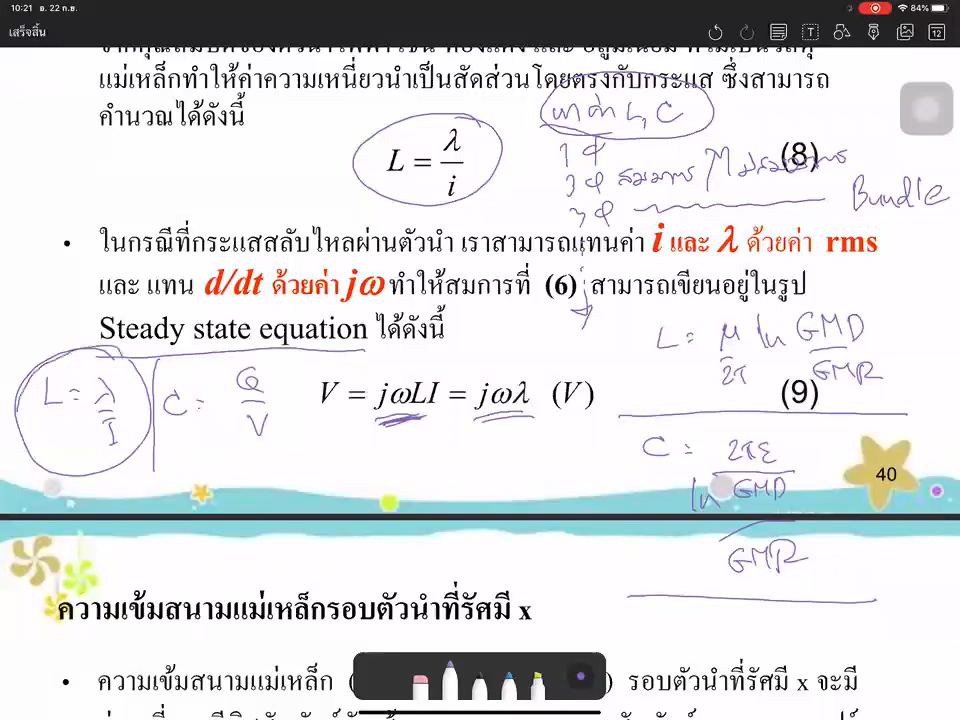 10:21 อ. 22 ก.ย.
84%
เสร็จสิ้น
แม่เหล็กทำให้ค่าความเหนี่ยวนำเป็นสัดส่วนโดยตรงกับกระแส ซึ่งสามารถ
คำนวณได้ดังนี้
หาค่า L, C
L = λ/i
(8)
1 φ
3 φ สมมาตร
3 φ
Bundle
• ในกรณีที่กระแสสลับไหลผ่านตัวนำ เราสามารถแทนค่า i และ λ ด้วยค่า rms
และ แทน d/dt ด้วยค่า jω ทำให้สมการที่ (6) สามารถเขียนอยู่ในรูป
Steady state equation ได้ดังนี้
L = μ/2π ln GMD/GMR
L = λ/I
C = Q/V
V = jωLI = jωλ (V)
(9)
C = 2πε / ln GMD/GMR
40
ความเข้มสนามแม่เหล็กรอบตัวนำที่รัศมี x
• ความเข้มสนามแม่เหล็ก ( ) รอบตัวนำที่รัศมี x จะมี